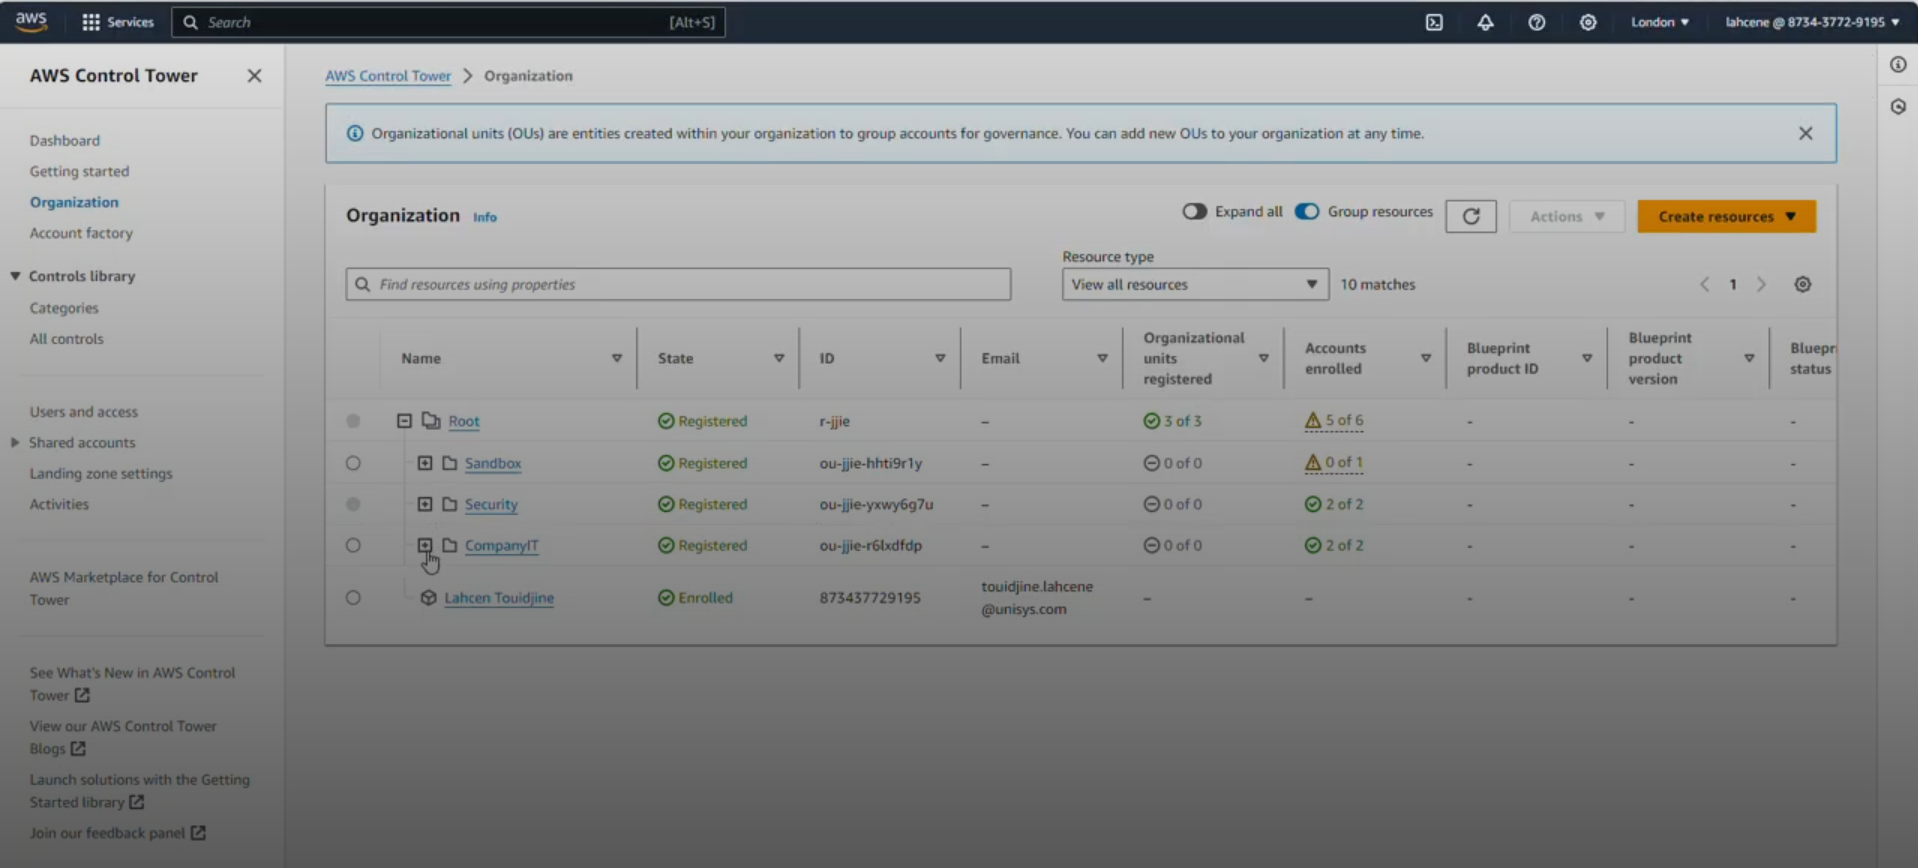 aws
Services
Search
[Alt+S]
London
lahcene @ 8734-3772-9195
AWS Control Tower
Dashboard
Getting started
Organization
Account factory
Controls library
Categories
All controls
Users and access
Shared accounts
Landing zone settings
Activities
AWS Marketplace for Control
Tower
See What's New in AWS Control
Tower
View our AWS Control Tower
Blogs
Launch solutions with the Getting
Started library
Join our feedback panel
AWS Control Tower > Organization
Organizational units (OUs) are entities created within your organization to group accounts for governance. You can add new OUs to your organization at any time.
Organization Info
Expand all
Group resources
Actions
Create resources
Find resources using properties
Resource type
View all resources
10 matches
1
Name
State
ID
Email
Organizational
units
registered
Accounts
enrolled
Blueprint
product ID
Blueprint
product
version
Bluepr
status
Root Registered r-jjie – 3 of 3 5 of 6 - - -
Sandbox Registered ou-jjie-hhti9r1y – 0 of 0 0 of 1 - - -
Security Registered ou-jjie-yxwy6g7u – 0 of 0 2 of 2 - - -
CompanyIT Registered ou-jjie-r6lxdfdp – 0 of 0 2 of 2 - - -
Lahcen Touidjine Enrolled 873437729195 touidjine.lahcene – – - - -
@unisys.com